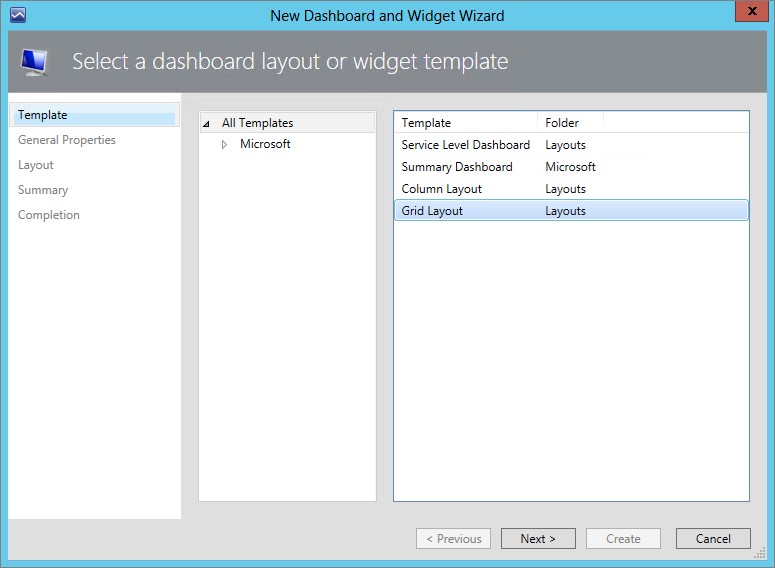 New Dashboard and Widget Wizard
x
Select a dashboard layout or widget template
Template
General Properties
Layout
Summary
Completion
All Templates
Microsoft
Template Folder
Service Level Dashboard Layouts
Summary Dashboard Microsoft
Column Layout Layouts
Grid Layout Layouts
< Previous Next > Create Cancel